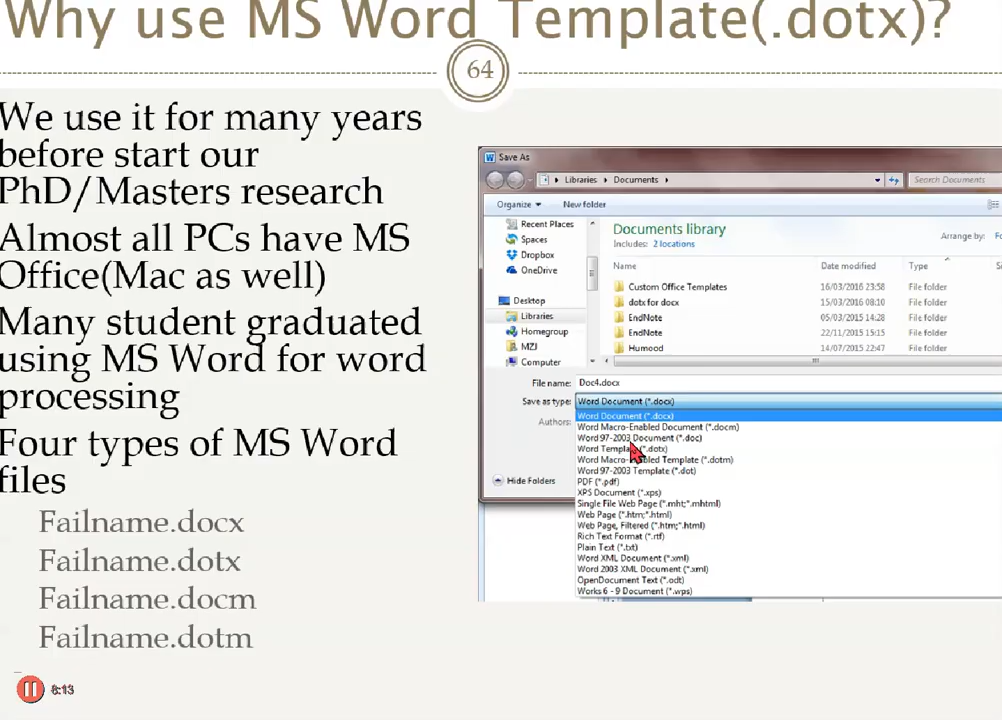 Why use MS Word Template(.dotx)?
64
We use it for many years
before start our
PhD/Masters research
Almost all PCs have MS
Office(Mac as well)
Many student graduated
using MS Word for word
processing
Four types of MS Word
files
Failname.docx
Failname.dotx
Failname.docm
Failname.dotm
8:13
Save As
Libraries Documents
Search Documents
Organize New folder
Recent Places
Spaces
Dropbox
OneDrive
Desktop
Libraries
Homegroup
MZJ
Computer
Documents library
Includes: 2 locations
Arrange by: Fo
Name Date modified Type Si
Custom Office Templates 16/03/2016 23:58 File folder
dotx for docx 15/03/2016 08:10 File folder
EndNote 05/03/2015 14:28 File folder
EndNote 22/11/2015 15:15 File folder
Humood 14/07/2015 22:47 File folder
File name: Doc4.docx
Save as type: Word Document (*.docx)
Authors:
Word Document (*.docx)
Word Macro-Enabled Document (*.docm)
Word 97-2003 Document (*.doc)
Word Template (*.dotx)
Word Macro-Enabled Template (*.dotm)
Word 97-2003 Template (*.dot)
PDF (*.pdf)
XPS Document (*.xps)
Single File Web Page (*.mht;*.mhtml)
Web Page (*.htm;*.html)
Web Page, Filtered (*.htm;*.html)
Rich Text Format (*.rtf)
Plain Text (*.txt)
Word XML Document (*.xml)
Word 2003 XML Document (*.xml)
OpenDocument Text (*.odt)
Works 6 - 9 Document (*.wps)
Hide Folders